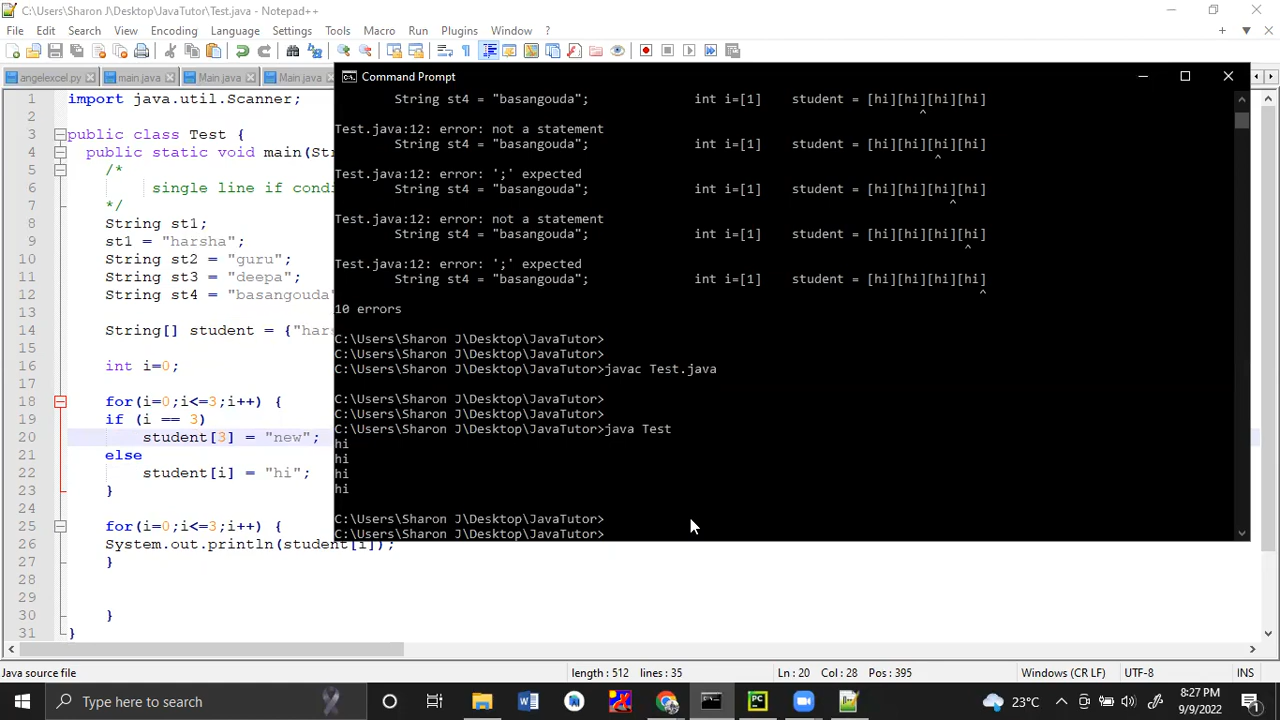 C:\Users\Sharon J\Desktop\JavaTutor\Test.java - Notepad++
File Edit Search View Encoding Language Settings Tools Macro Run Plugins Window ?
angelexcel.py main.java Main.java Main.java
Command Prompt
1 import java.util.Scanner;
2
3 public class Test {
4 public static void main(Str
5 /*
6 single line if condi
7 */
8 String st1;
9 st1 = "harsha";
10 String st2 = "guru";
11 String st3 = "deepa";
12 String st4 = "basangouda"
13
14 String[] student = {"hars
15
16 int i=0;
17
18 for(i=0;i<=3;i++) {
19 if (i == 3)
20 student[3] = "new";
21 else
22 student[i] = "hi";
23 }
24
25 for(i=0;i<=3;i++) {
26 System.out.println(student[i]);
27 }
28
29
30 }
31 }
String st4 = "basangouda"; int i=[1] student = [hi][hi][hi][hi]
^
Test.java:12: error: not a statement
String st4 = "basangouda"; int i=[1] student = [hi][hi][hi][hi]
^
Test.java:12: error: ';' expected
String st4 = "basangouda"; int i=[1] student = [hi][hi][hi][hi]
^
Test.java:12: error: not a statement
String st4 = "basangouda"; int i=[1] student = [hi][hi][hi][hi]
^
Test.java:12: error: ';' expected
String st4 = "basangouda"; int i=[1] student = [hi][hi][hi][hi]
^
10 errors
C:\Users\Sharon J\Desktop\JavaTutor>
C:\Users\Sharon J\Desktop\JavaTutor>
C:\Users\Sharon J\Desktop\JavaTutor>javac Test.java
C:\Users\Sharon J\Desktop\JavaTutor>
C:\Users\Sharon J\Desktop\JavaTutor>
C:\Users\Sharon J\Desktop\JavaTutor>java Test
hi
hi
hi
hi
C:\Users\Sharon J\Desktop\JavaTutor>
C:\Users\Sharon J\Desktop\JavaTutor>
Java source file length : 512 lines : 35 Ln : 20 Col : 28 Pos : 395 Windows (CR LF) UTF-8 INS
Type here to search 23°C 8:27 PM
9/9/2022